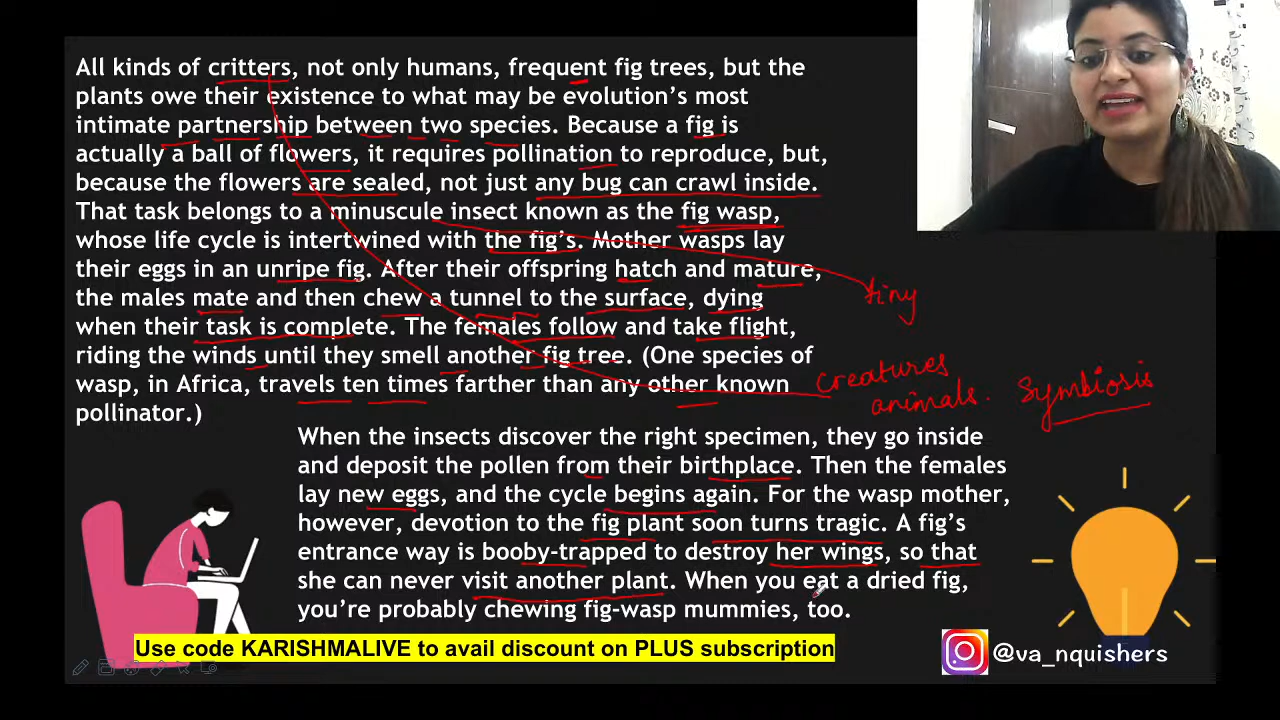 All kinds of critters, not only humans, frequent fig trees, but the
plants owe their existence to what may be evolution's most
intimate partnership between two species. Because a fig is
actually a ball of flowers, it requires pollination to reproduce, but,
because the flowers are sealed, not just any bug can crawl inside.
That task belongs to a minuscule insect known as the fig wasp,
whose life cycle is intertwined with the fig's. Mother wasps lay
their eggs in an unripe fig. After their offspring hatch and mature,
the males mate and then chew a tunnel to the surface, dying
when their task is complete. The females follow and take flight,
riding the winds until they smell another fig tree. (One species of
wasp, in Africa, travels ten times farther than any other known
pollinator.)
tiny
creatures
animals.
Symbiosis
When the insects discover the right specimen, they go inside
and deposit the pollen from their birthplace. Then the females
lay new eggs, and the cycle begins again. For the wasp mother,
however, devotion to the fig plant soon turns tragic. A fig's
entrance way is booby-trapped to destroy her wings, so that
she can never visit another plant. When you eat a dried fig,
you're probably chewing fig-wasp mummies, too.
Use code KARISHMALIVE to avail discount on PLUS subscription
@va_nquishers